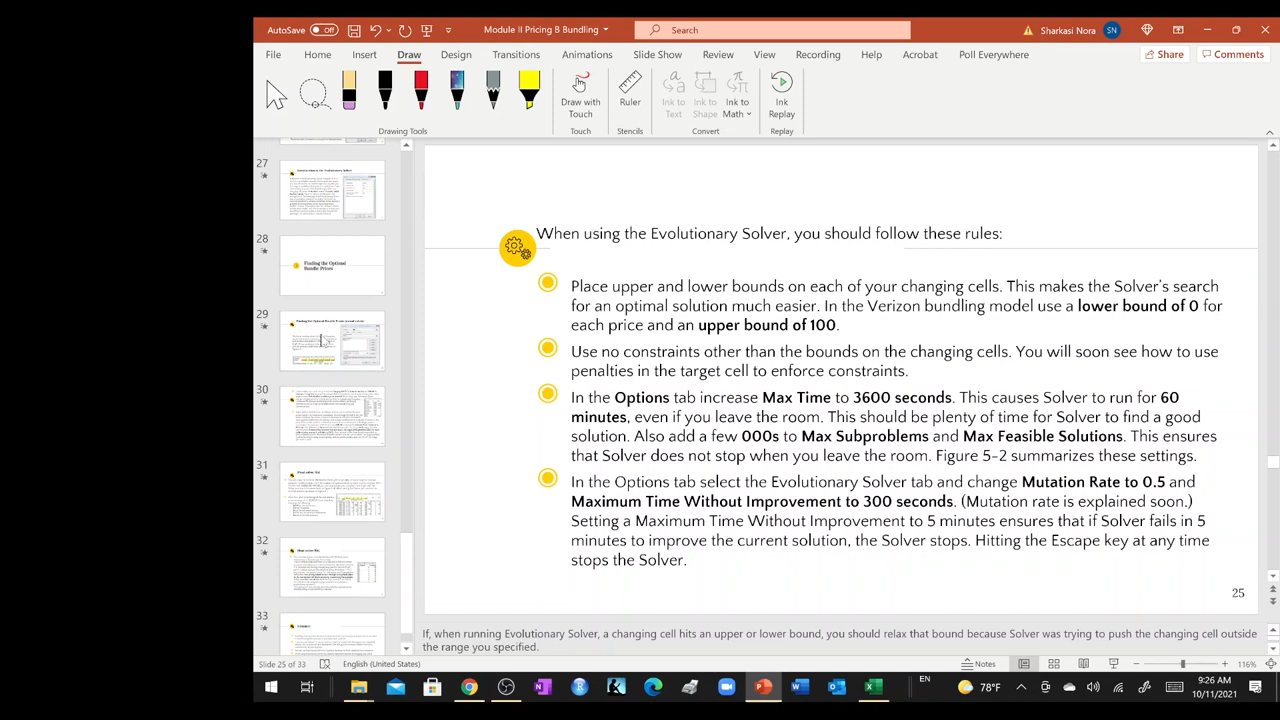 AutoSave Off
Module II Pricing B Bundling
Search
Sharkasi Nora SN
File Home Insert Draw Design Transitions Animations Slide Show Review View Recording Help Acrobat Poll Everywhere
Share Comments
Draw with Touch
Ruler
Ink to Text
Ink to Shape
Ink to Math
Ink Replay
Drawing Tools
Touch
Stencils
Convert
Replay
27
28
Finding the Optimal
Bundle Prices
29
30
31
32
33
When using the Evolutionary Solver, you should follow these rules:
Place upper and lower bounds on each of your changing cells. This makes the Solver's search
for an optimal solution much easier. In the Verizon bundling model use a lower bound of 0 for
each price and an upper bound of 100.
constraints other than bounds on the changing cells. You will soon see how to use
penalties in the target cell to enforce constraints.
In the Options tab increase Max Time to 3600 seconds. This causes Solver to run for 60
if you leave the room. This should be plenty of time for Solver to find a good
solution. Also add a few 000s to Max Subproblems and Max Feasible Solutions. This ensures
that Solver does not stop when you leave the room. Figure 5-2 summarizes these settings.
Options tab select the Evolutionary Solver tab and change Mutation Rate to 0.5 and
Maximum Time Without Improvement to 300 seconds. (Mutation rate is explained soon.)
Setting a Maximum Time Without Improvement to 5 minutes ensures that if Solver fails in 5
minutes to improve the current solution, the Solver stops. Hitting the Escape key at any time
stops the Solver.
25
If, when running Evolutionary Solver, a changing cell hits an upper or lower bound, you should relax that bound because Solver is trying to push the changing cell outside
the range you specified.
Slide 25 of 33 English (United States) Notes 116%
EN 78°F 9:26 AM
10/11/2021